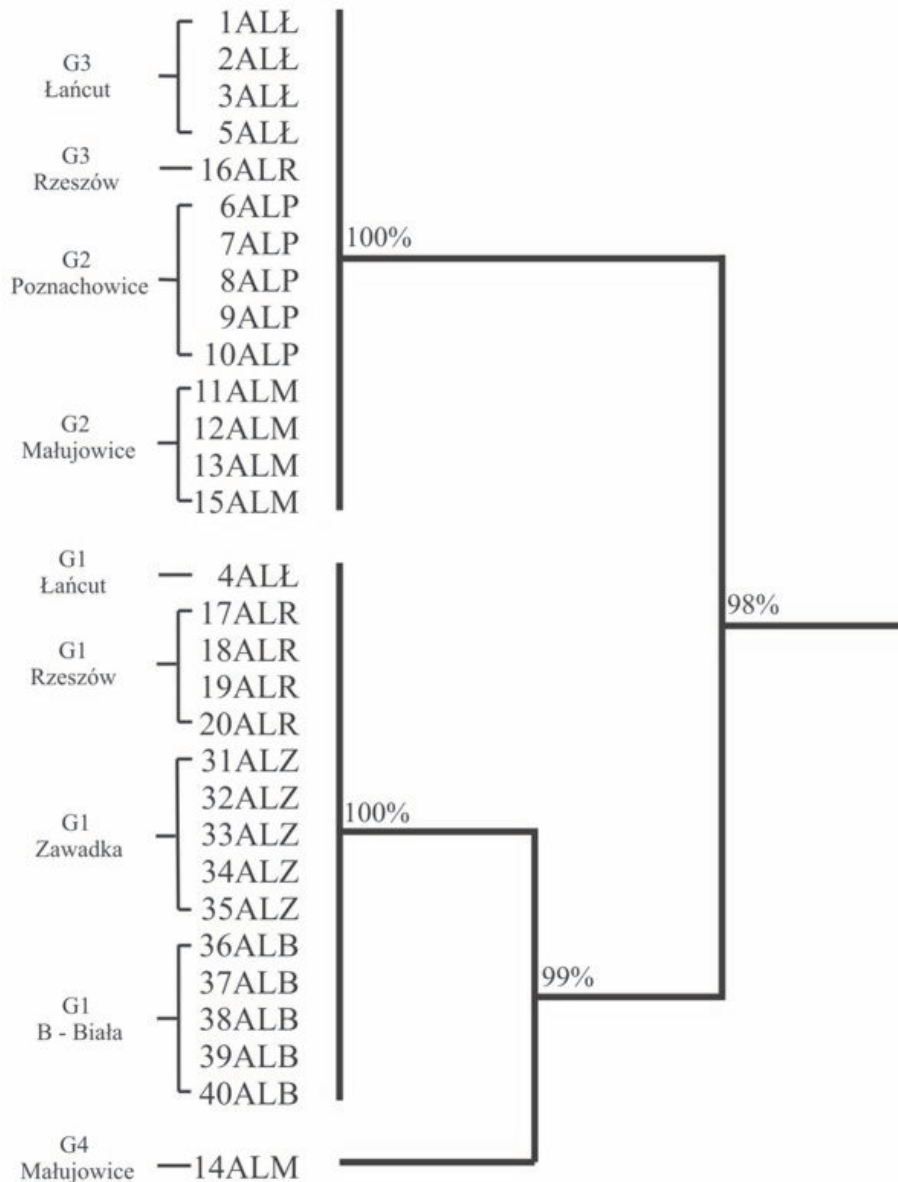 1ALŁ
2ALŁ
3ALŁ
5ALŁ
G3
Łańcut
16ALR
G3
Rzeszów
6ALP
7ALP
8ALP
9ALP
10ALP
G2
Poznachowice
11ALM
12ALM
13ALM
15ALM
G2
Małujowice
100%
4ALŁ
G1
Łańcut
17ALR
18ALR
19ALR
20ALR
G1
Rzeszów
98%
31ALZ
32ALZ
33ALZ
34ALZ
35ALZ
G1
Zawadka
100%
36ALB
37ALB
38ALB
39ALB
40ALB
G1
B - Biała
99%
14ALM
G4
Małujowice